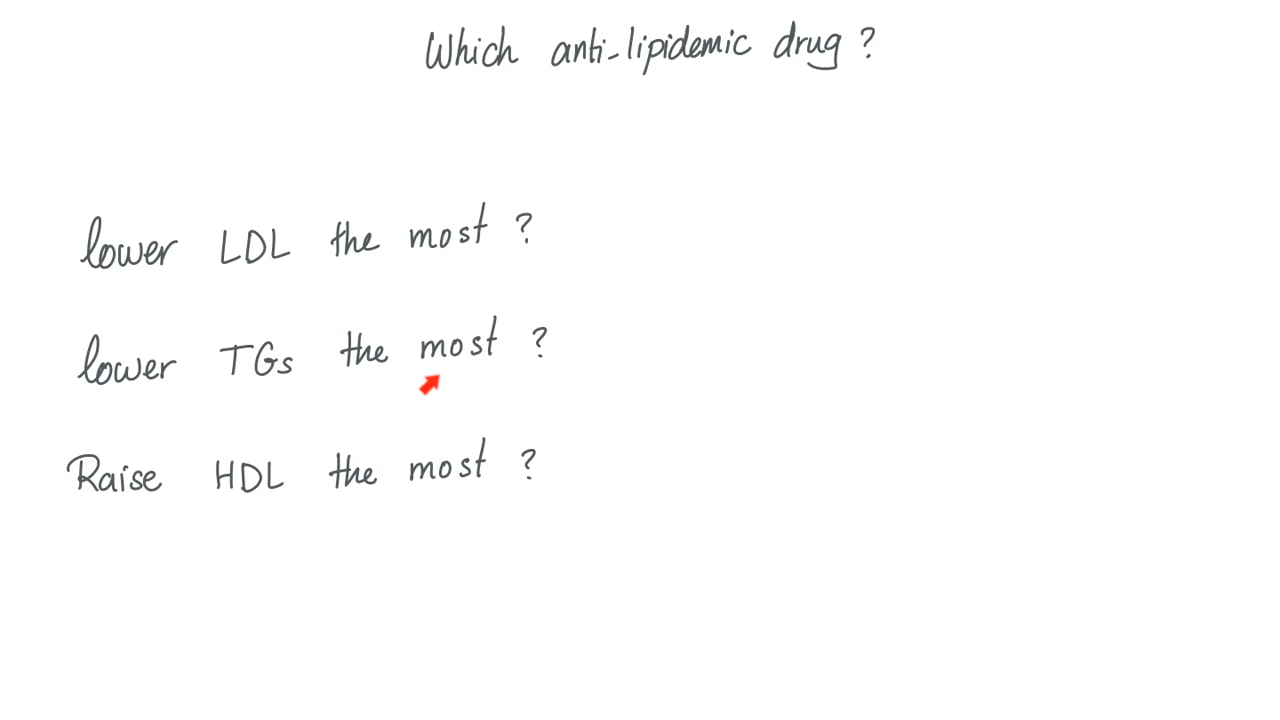 Which anti-lipidemic drug ?
lower LDL the most ?
lower TGs the most ?
Raise HDL the most ?